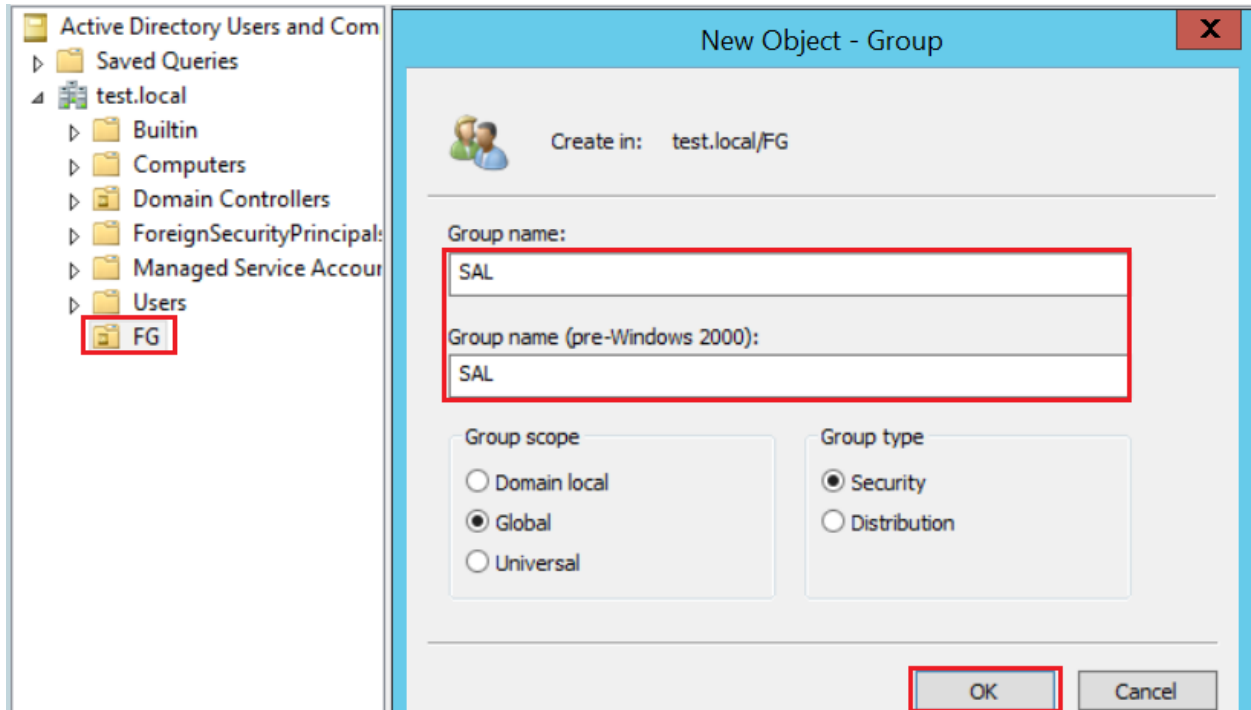 Active Directory Users and Com
Saved Queries
test.local
Builtin
Computers
Domain Controllers
ForeignSecurityPrincipals
Managed Service Accour
Users
FG
New Object - Group
X
Create in: test.local/FG
Group name:
SAL
Group name (pre-Windows 2000):
SAL
Group scope
Domain local
Global
Universal
Group type
Security
Distribution
OK
Cancel